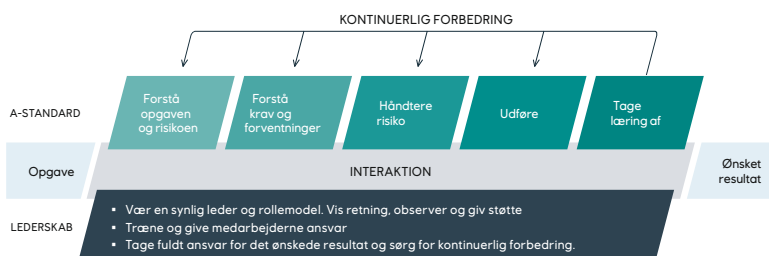 KONTINUERLIG FORBEDRING
A-STANDARD
Forstå
opgaven
og risikoen
Forstå
krav og
forventninger
Håndtere
risiko
Udføre
Tage
læring af
Opgave
INTERAKTION
Ønsket
resultat
LEDERSKAB
▪ Vær en synlig leder og rollemodel. Vis retning, observer og giv støtte
▪ Træne og give medarbejderne ansvar
▪ Tage fuldt ansvar for det ønskede resultat og sørg for kontinuerlig forbedring.